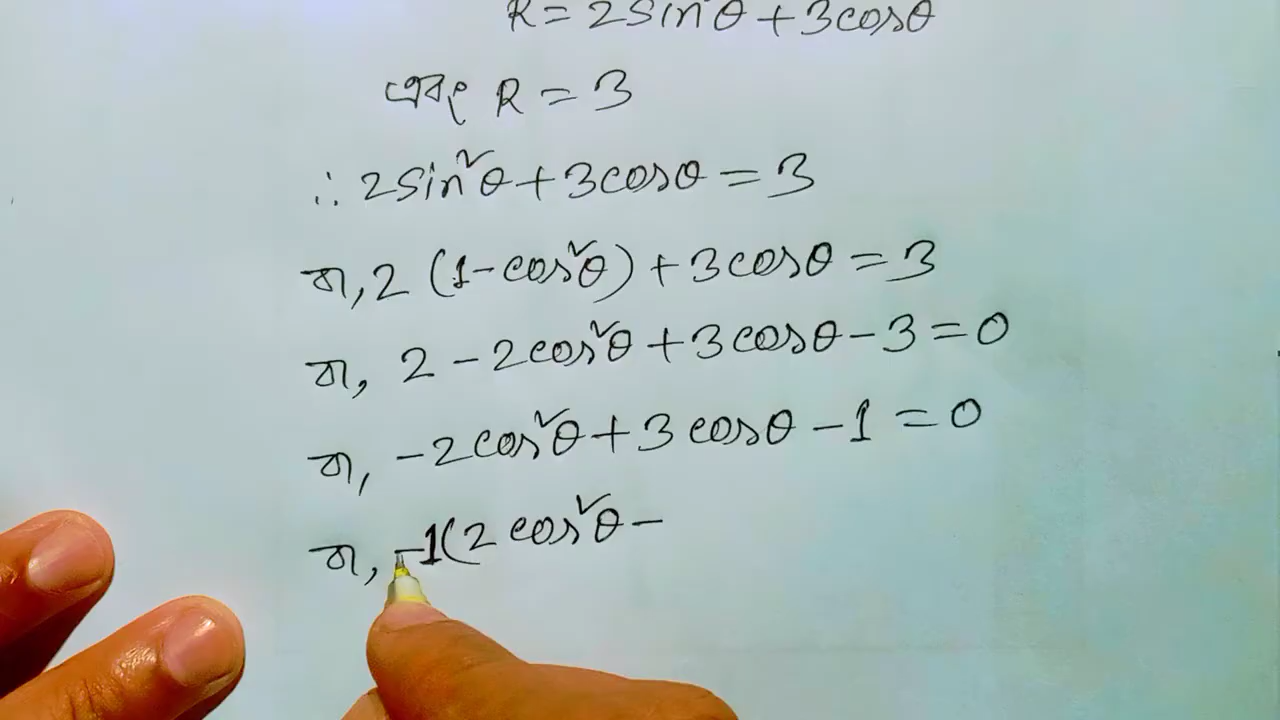 R = 2sin²θ + 3cosθ
এবং R = 3
∴ 2sin²θ + 3cosθ = 3
বা, 2 (1 - cos²θ) + 3cosθ = 3
বা, 2 - 2cos²θ + 3cosθ - 3 = 0
বা, -2cos²θ + 3cosθ - 1 = 0
বা, -1(2cos²θ -